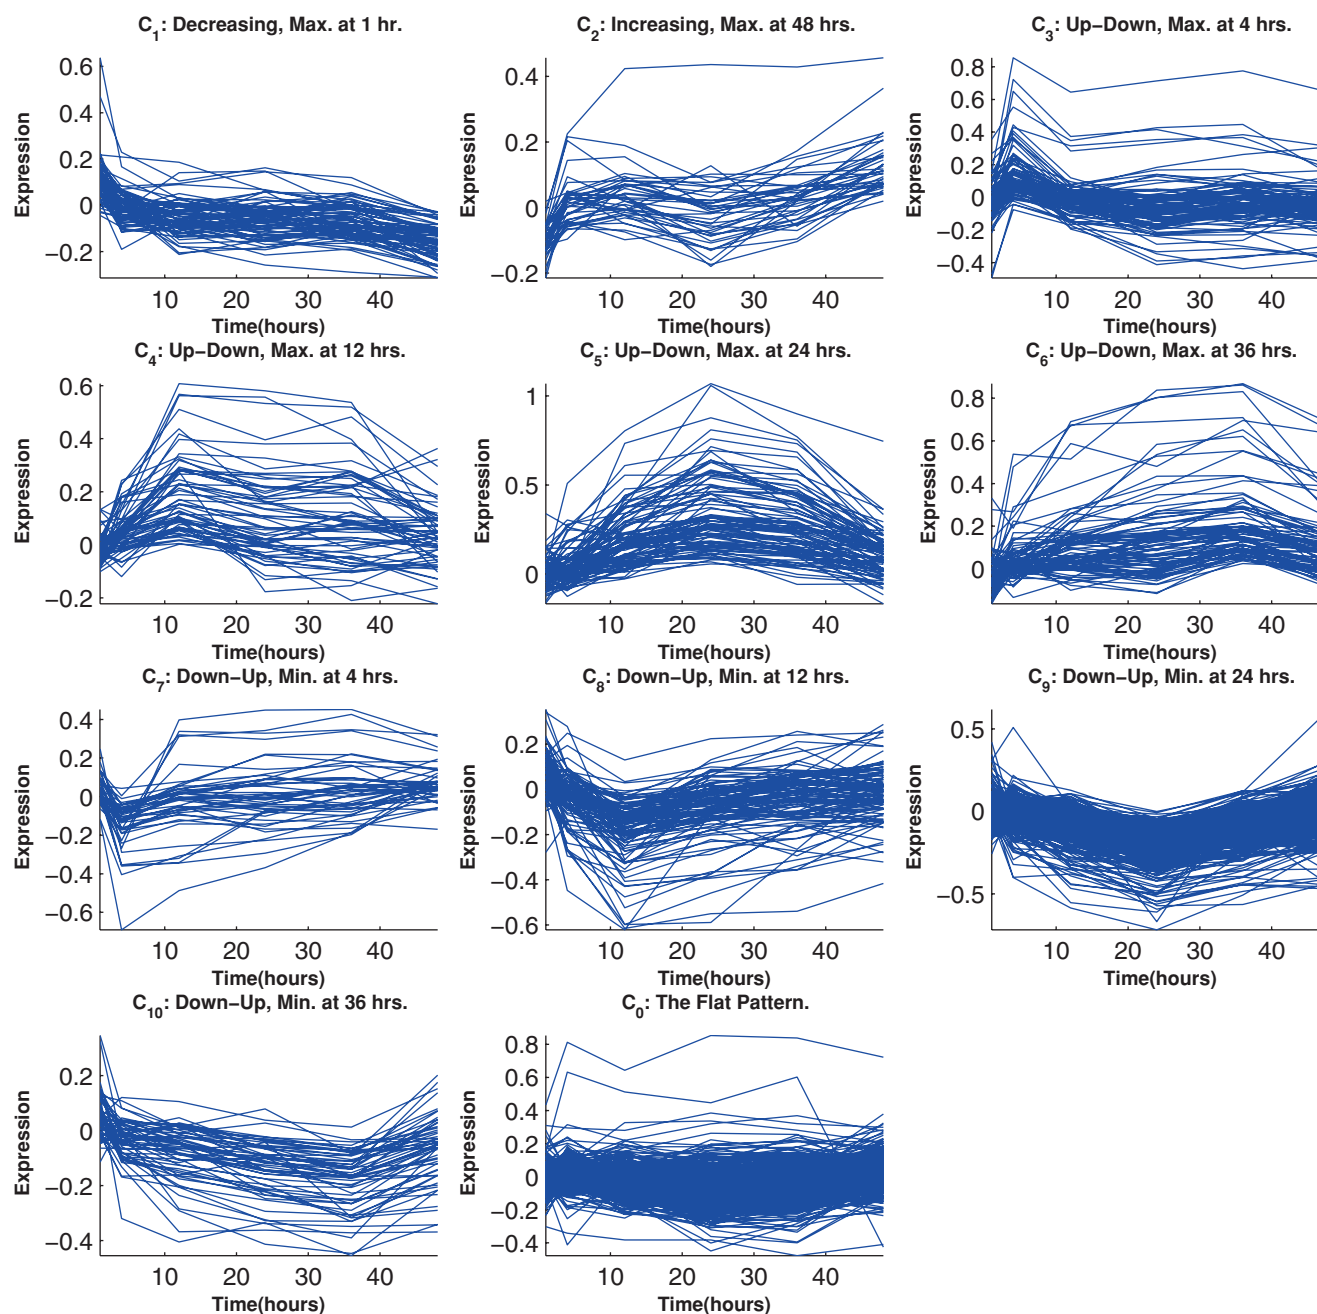 C1: Decreasing, Max. at 1 hr.
C2: Increasing, Max. at 48 hrs.
C3: Up−Down, Max. at 4 hrs.
Expression
0.6
0.4
0.2
0
−0.2
10 20 30 40
Time(hours)
Expression
0.4
0.2
0
−0.2
10 20 30 40
Time(hours)
Expression
0.8
0.6
0.4
0.2
0
−0.2
−0.4
10 20 30 40
Time(hours)
C4: Up−Down, Max. at 12 hrs.
C5: Up−Down, Max. at 24 hrs.
C6: Up−Down, Max. at 36 hrs.
Expression
0.6
0.4
0.2
0
−0.2
10 20 30 40
Time(hours)
Expression
1
0.5
0
10 20 30 40
Time(hours)
Expression
0.8
0.6
0.4
0.2
0
10 20 30 40
Time(hours)
C7: Down−Up, Min. at 4 hrs.
C8: Down−Up, Min. at 12 hrs.
C9: Down−Up, Min. at 24 hrs.
Expression
0.4
0.2
0
−0.2
−0.4
−0.6
10 20 30 40
Time(hours)
Expression
0.2
0
−0.2
−0.4
−0.6
10 20 30 40
Time(hours)
Expression
0.5
0
−0.5
10 20 30 40
Time(hours)
C10: Down−Up, Min. at 36 hrs.
C0: The Flat Pattern.
Expression
0.2
0
−0.2
−0.4
10 20 30 40
Time(hours)
Expression
0.8
0.6
0.4
0.2
0
−0.2
−0.4
10 20 30 40
Time(hours)